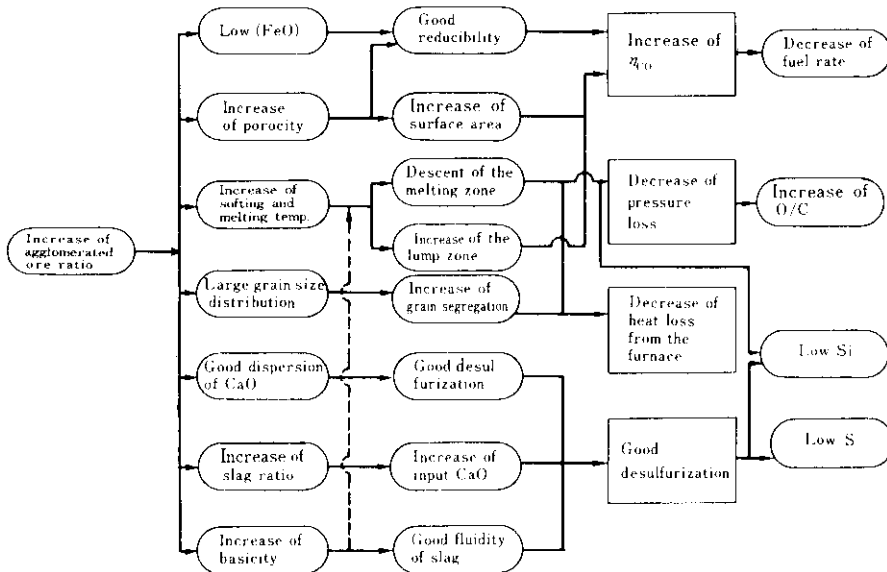 Low (FeO)
Good
reducibility
Increase of
ηCO
Decrease of
fuel rate
Increase
of porocity
Increase of
surface area
Increase of
softing and
melting temp.
Descent of the
melting zone
Decrease of
pressure
loss
Increase of
O/C
Increase of
agglomerated
ore ratio
Increase of the
lump zone
Large grain size
distribution
Increase of
grain segregation
Decrease of
heat loss
from the
furnace
Low Si
Good dispersion
of CaO
Good desul
furization
Increase of
slag ratio
Increase of
input CaO
Good
desulfurization
Low S
Increase of
basicity
Good fluidity
of slag